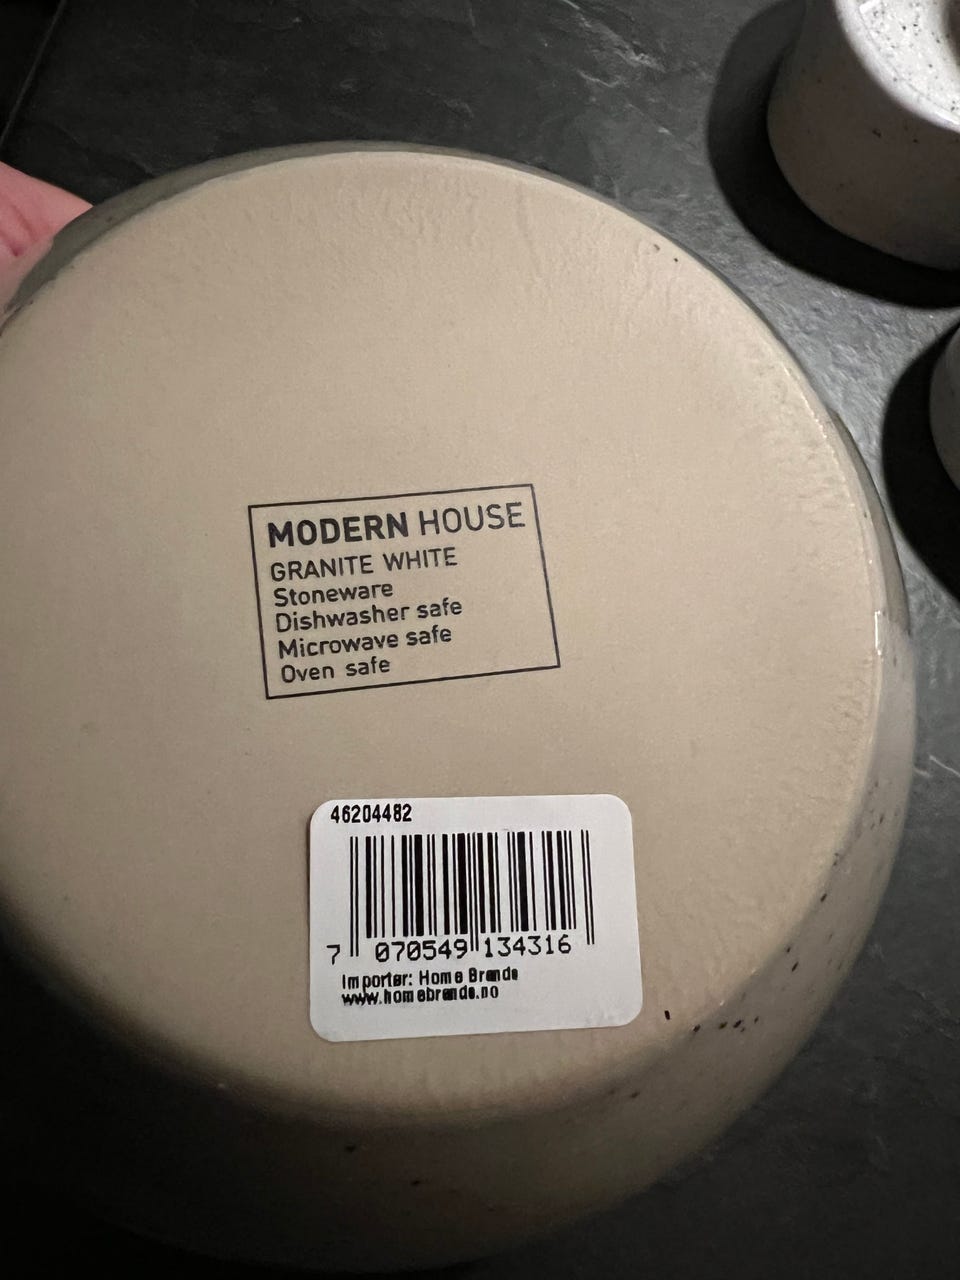 MODERN HOUSE
GRANITE WHITE
Stoneware
Dishwasher safe
Microwave safe
Oven safe
46204482
7 070549 134316
Importer: Home Brands
www.homebrands.no